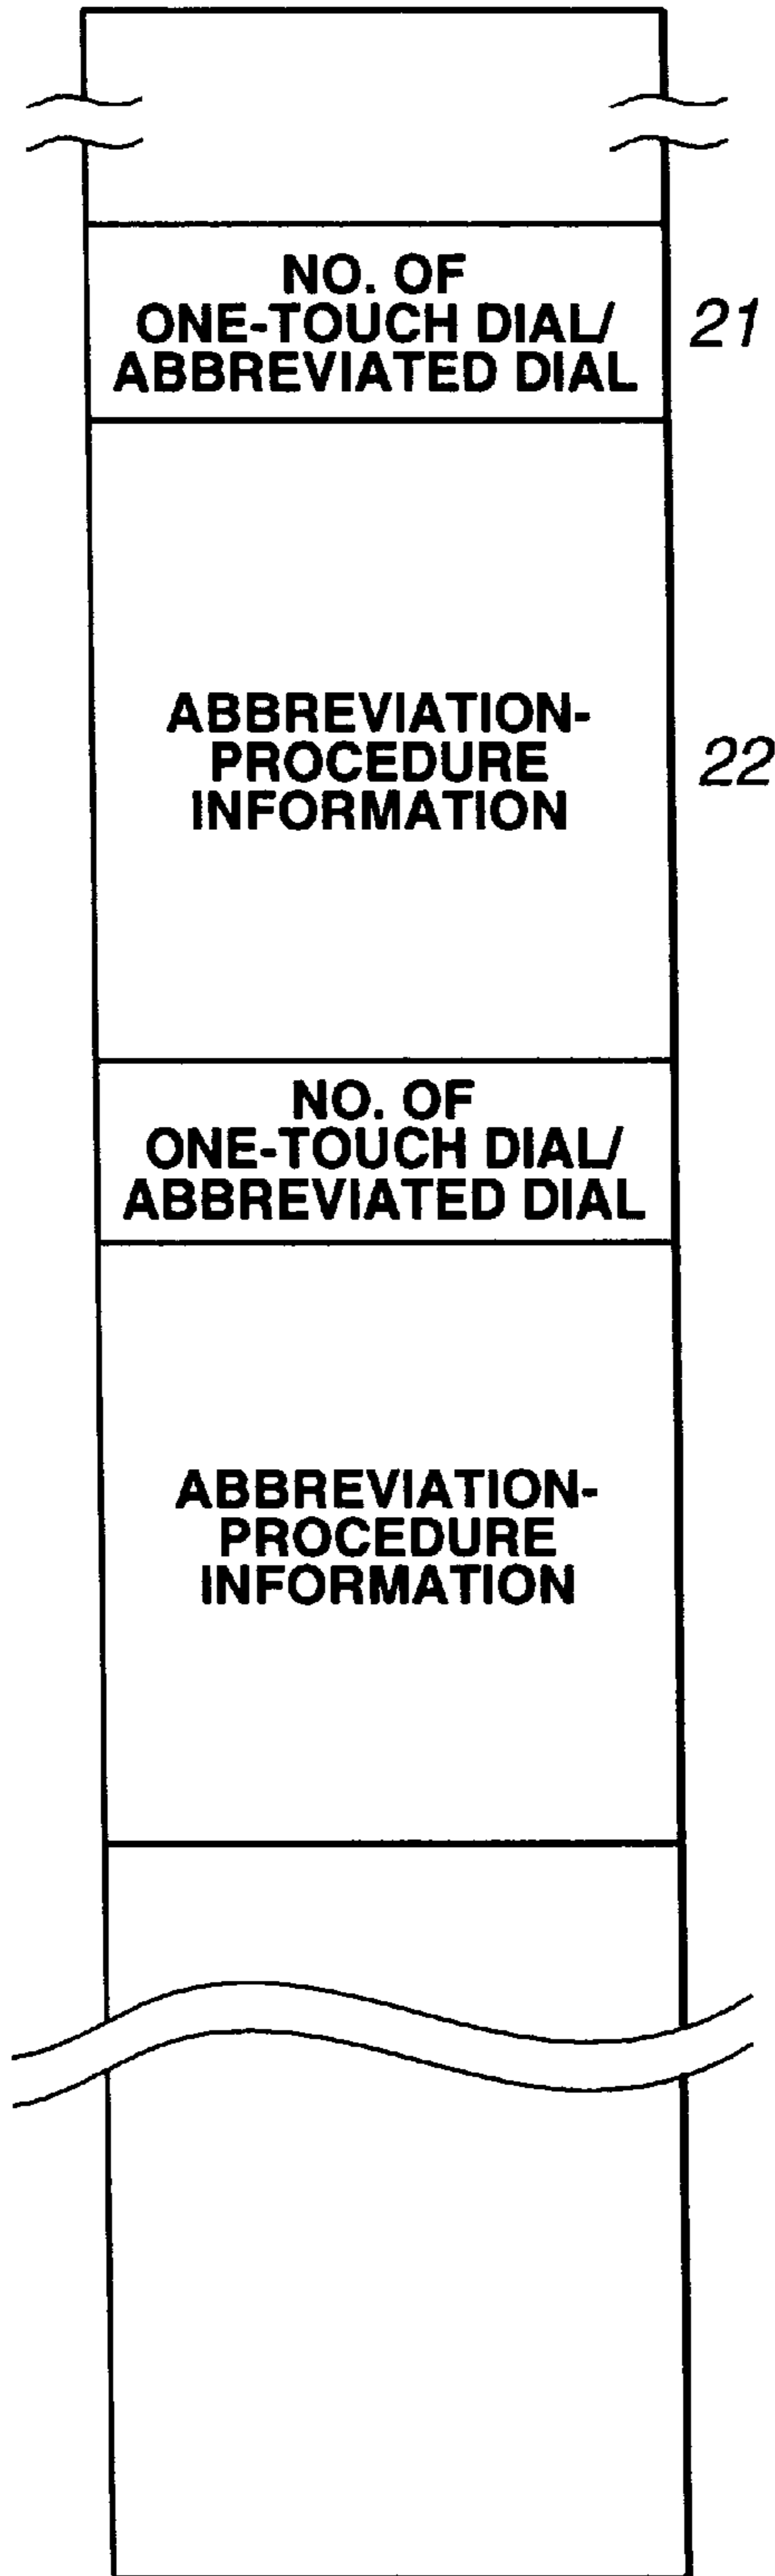 NO. OF
ONE-TOUCH DIAL/
ABBREVIATED DIAL
21
ABBREVIATION-
PROCEDURE
INFORMATION
22
NO. OF
ONE-TOUCH DIAL/
ABBREVIATED DIAL
ABBREVIATION-
PROCEDURE
INFORMATION